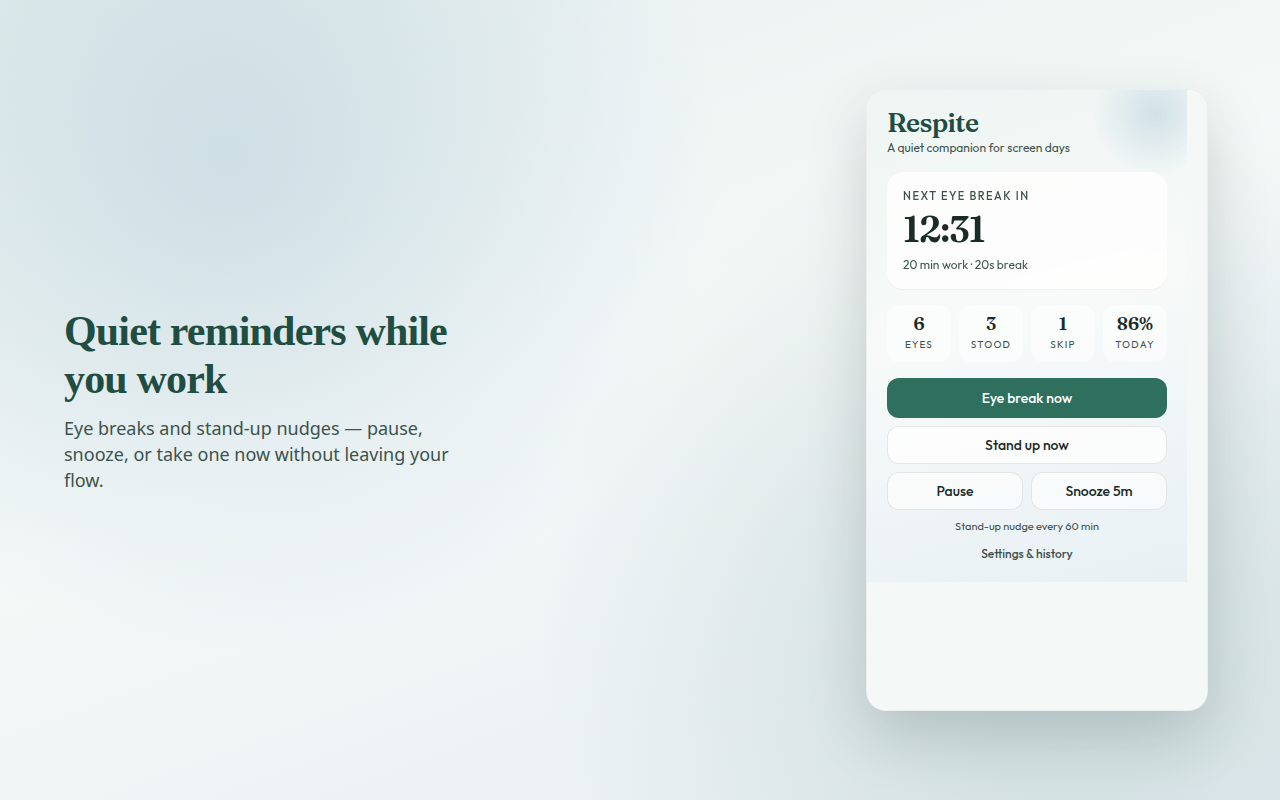 Quiet reminders while
you work
Eye breaks and stand-up nudges — pause,
snooze, or take one now without leaving your
flow.
Respite
A quiet companion for screen days
NEXT EYE BREAK IN
12:31
20 min work · 20s break
6
EYES
3
STOOD
1
SKIP
86%
TODAY
Eye break now
Stand up now
Pause
Snooze 5m
Stand-up nudge every 60 min
Settings & history